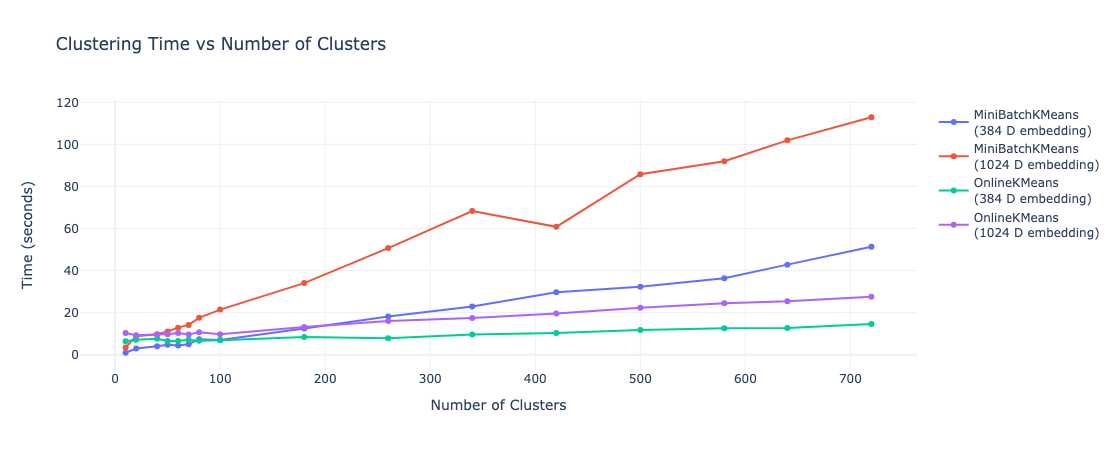 Clustering Time vs Number of Clusters
120
100
80
60
40
20
0
Time (seconds)
0
100
200
300
400
500
600
700
Number of Clusters
MiniBatchKMeans
(384 D embedding)
MiniBatchKMeans
(1024 D embedding)
OnlineKMeans
(384 D embedding)
OnlineKMeans
(1024 D embedding)